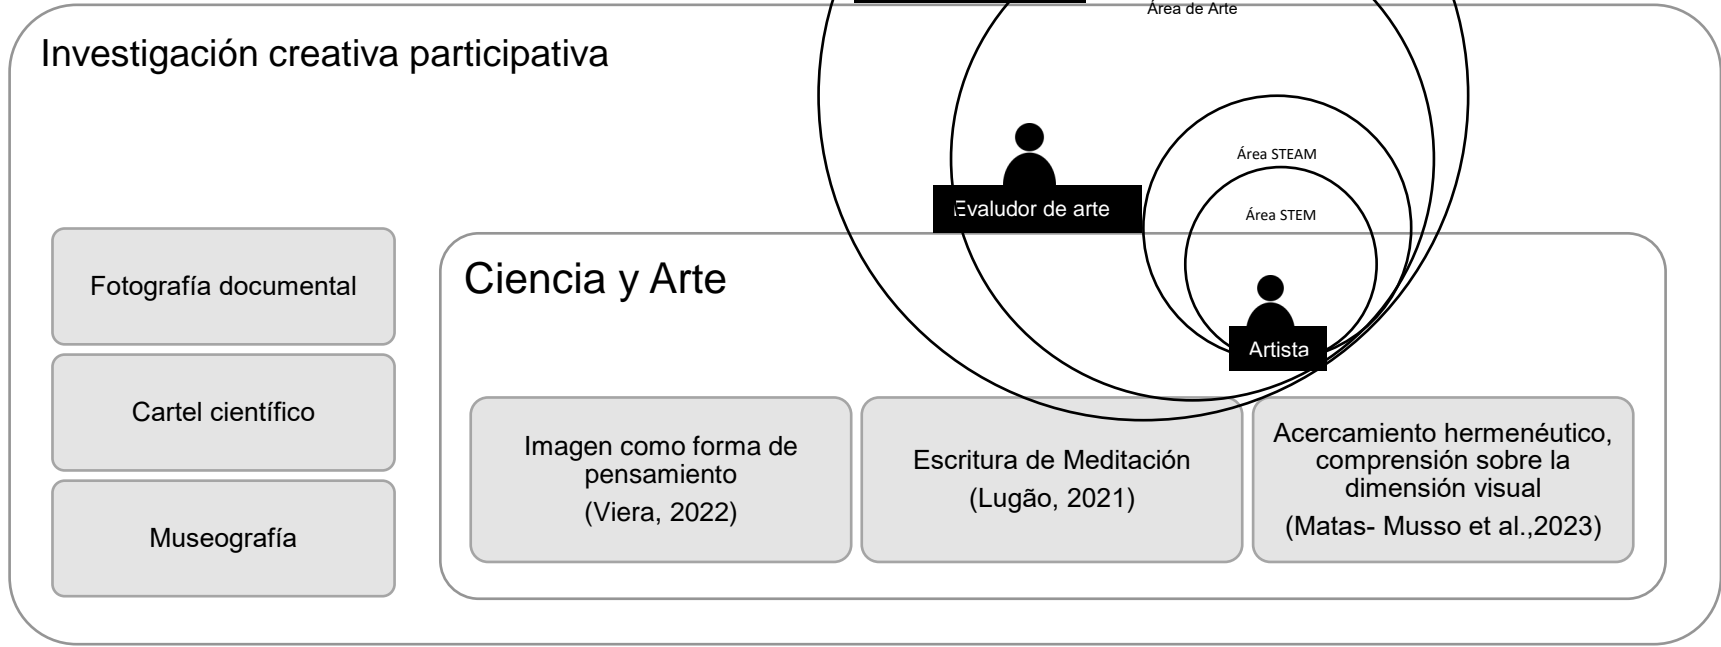 Área de Arte
Investigación creativa participativa
Área STEAM
Evaludor de arte
Área STEM
Fotografía documental
Ciencia y Arte
Artista
Cartel científico
Imagen como forma de
pensamiento
(Viera, 2022)
Escritura de Meditación
(Lugão, 2021)
Acercamiento hermenéutico,
comprensión sobre la
dimensión visual
(Matas- Musso et al.,2023)
Museografía